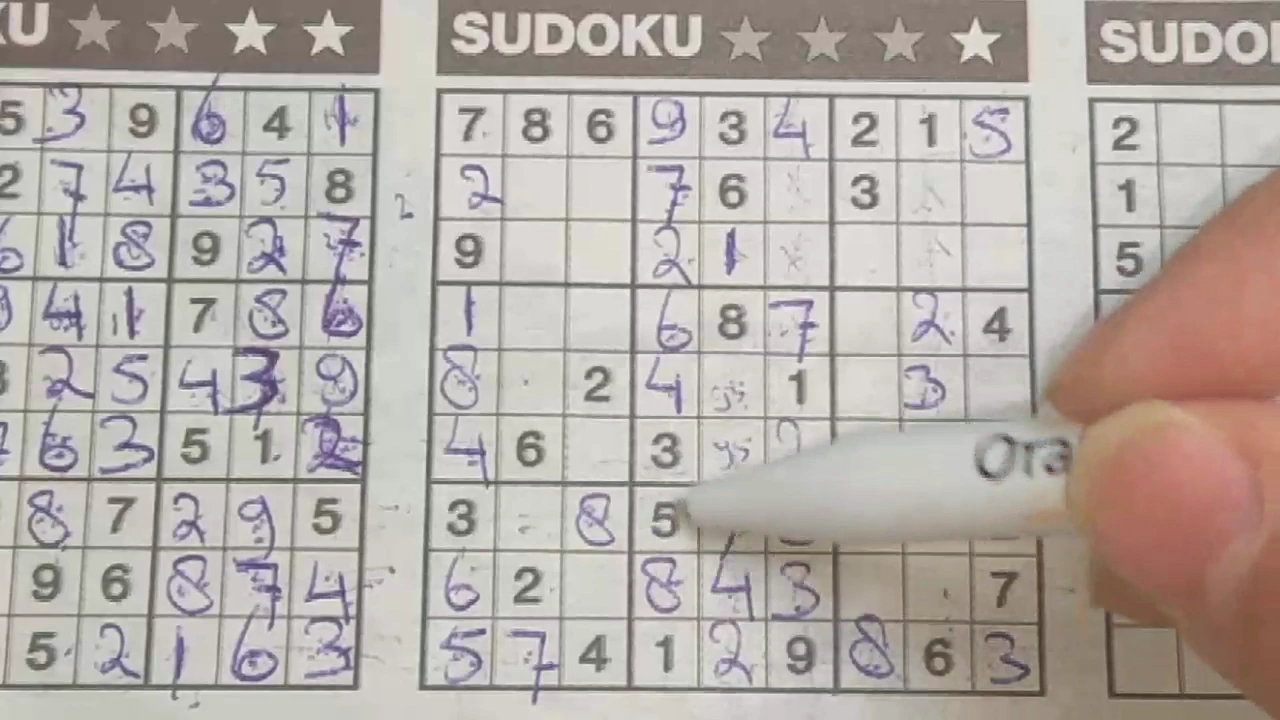 KU SUDOKU SUDO
5 3 9 6 4 1 7 8 6 9 3 4 2 1 5 2
2 7 4 3 5 8 2 7 6 3 1
6 1 8 9 2 7 9 2 1 5
4 1 7 8 6 1 6 8 7 2 4
2 5 4 3 9 8 2 4 1 3
6 3 5 1 2 4 6 3 Ora
8 7 2 9 5 3 8 5
9 6 8 7 4 6 2 8 4 3 7
5 2 1 6 3 5 7 4 1 2 9 8 6 3